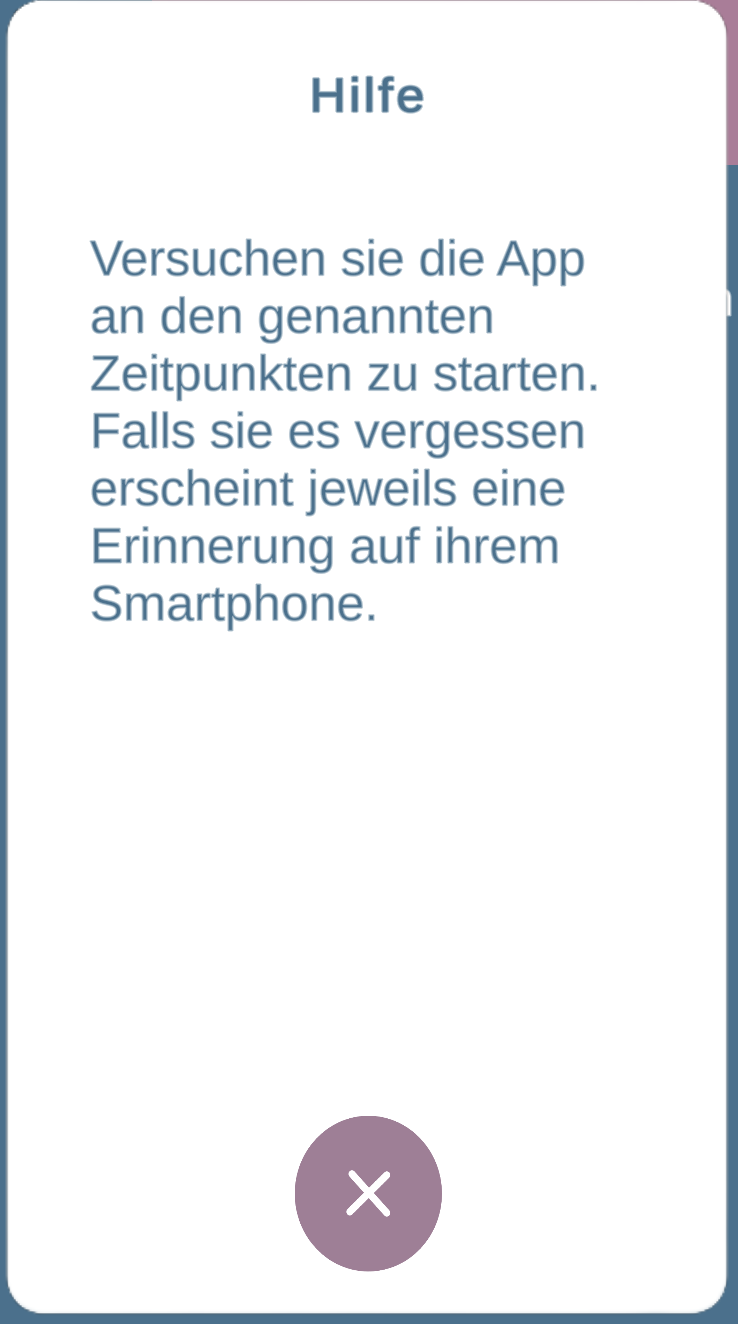 Hilfe
Versuchen sie die App
an den genannten
Zeitpunkten zu starten.
Falls sie es vergessen
erscheint jeweils eine
Erinnerung auf ihrem
Smartphone.